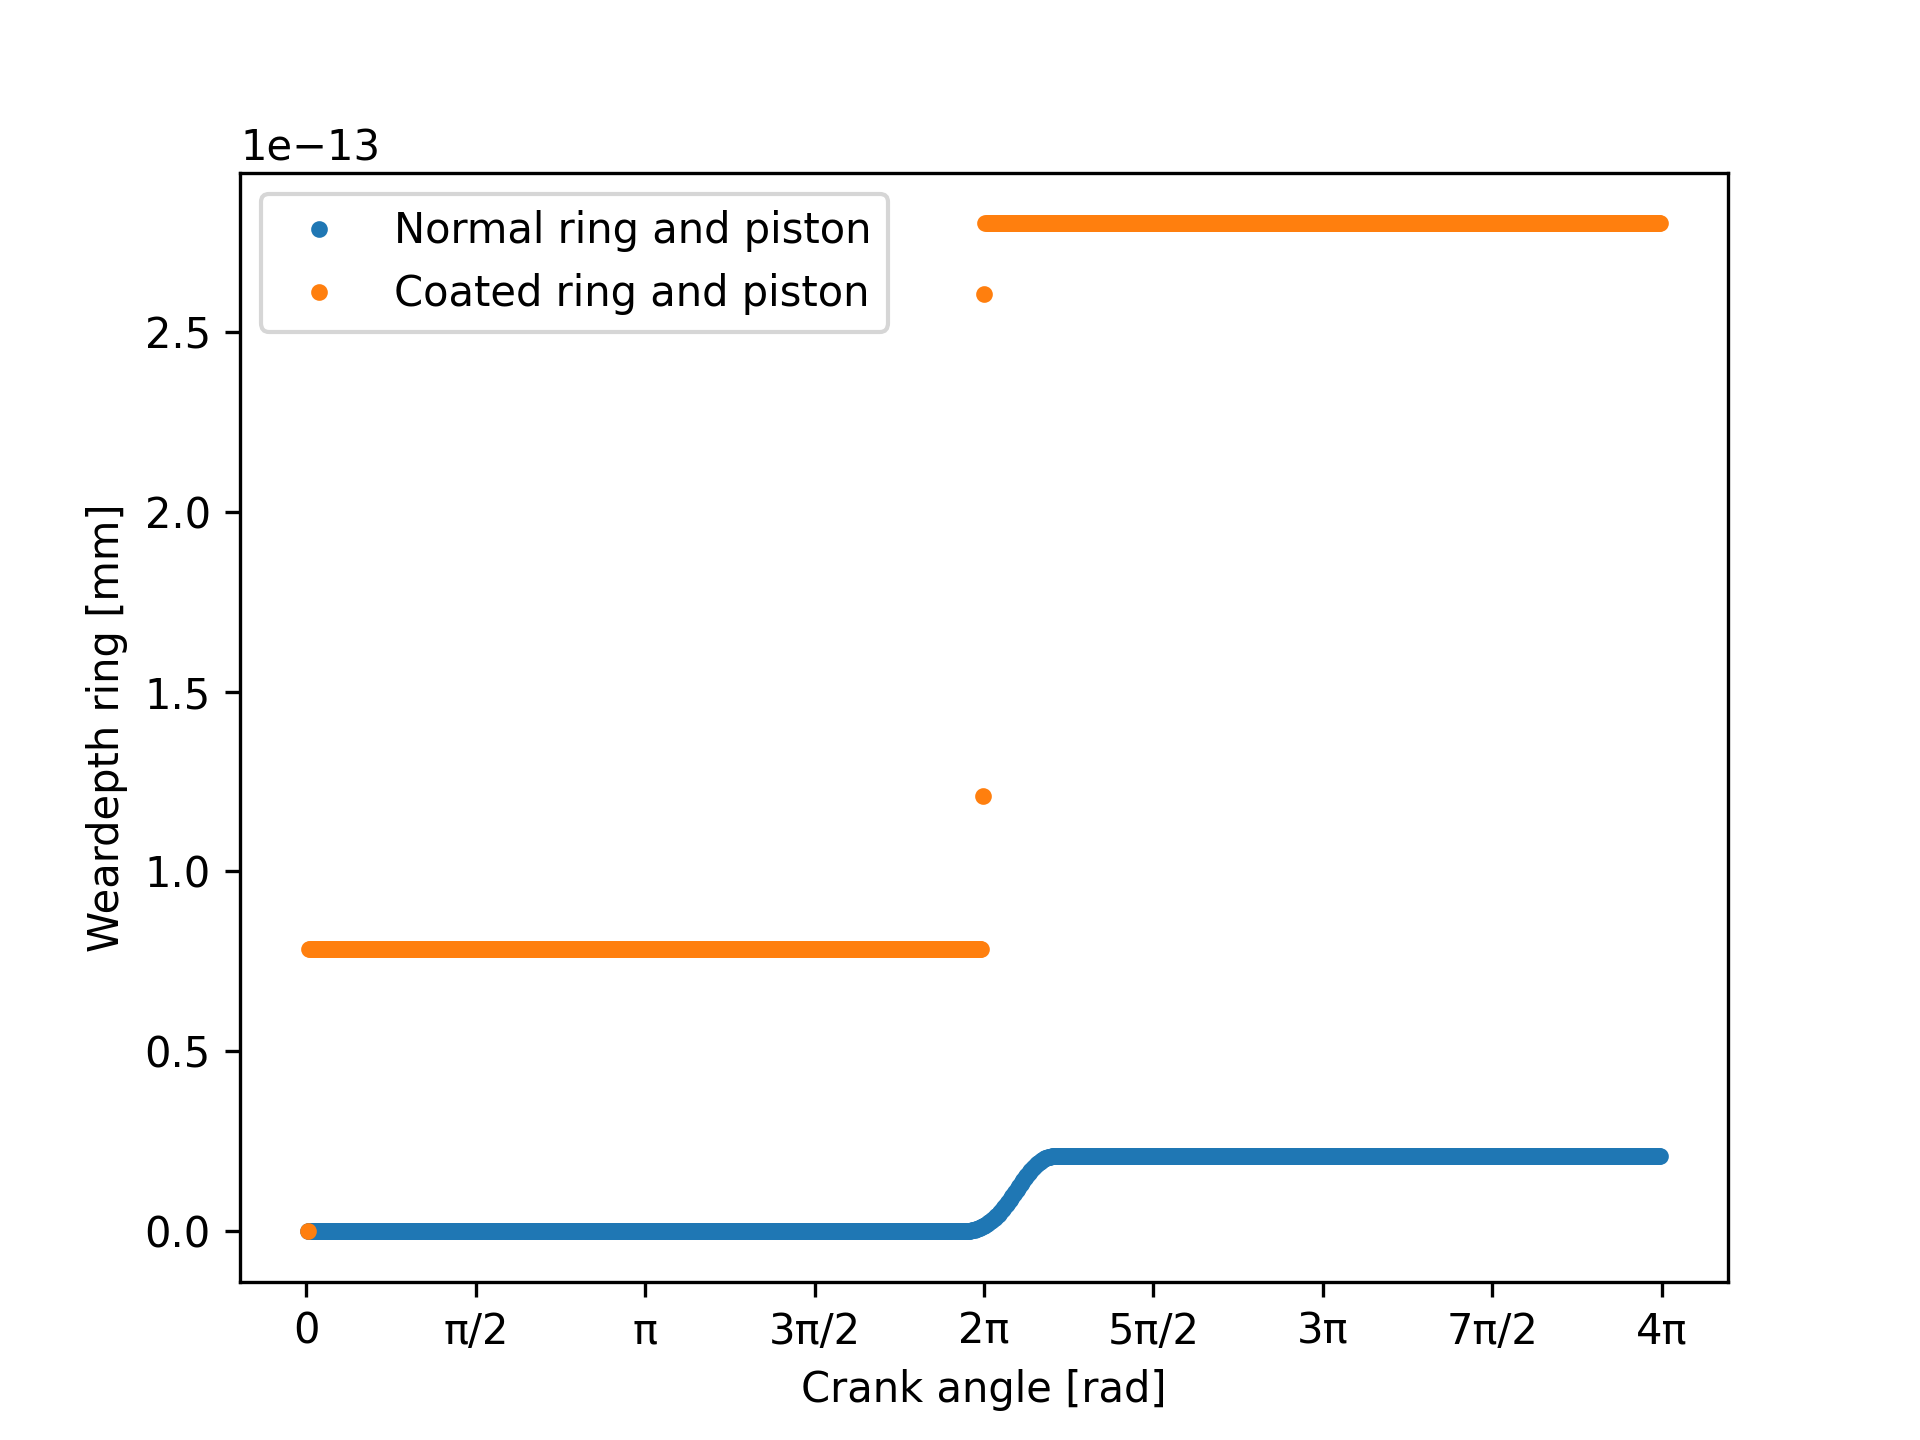 1e−13
Normal ring and piston
Coated ring and piston
2.5
2.0
1.5
1.0
0.5
0.0
Weardepth ring [mm]
0 π/2 π 3π/2 2π 5π/2 3π 7π/2 4π
Crank angle [rad]